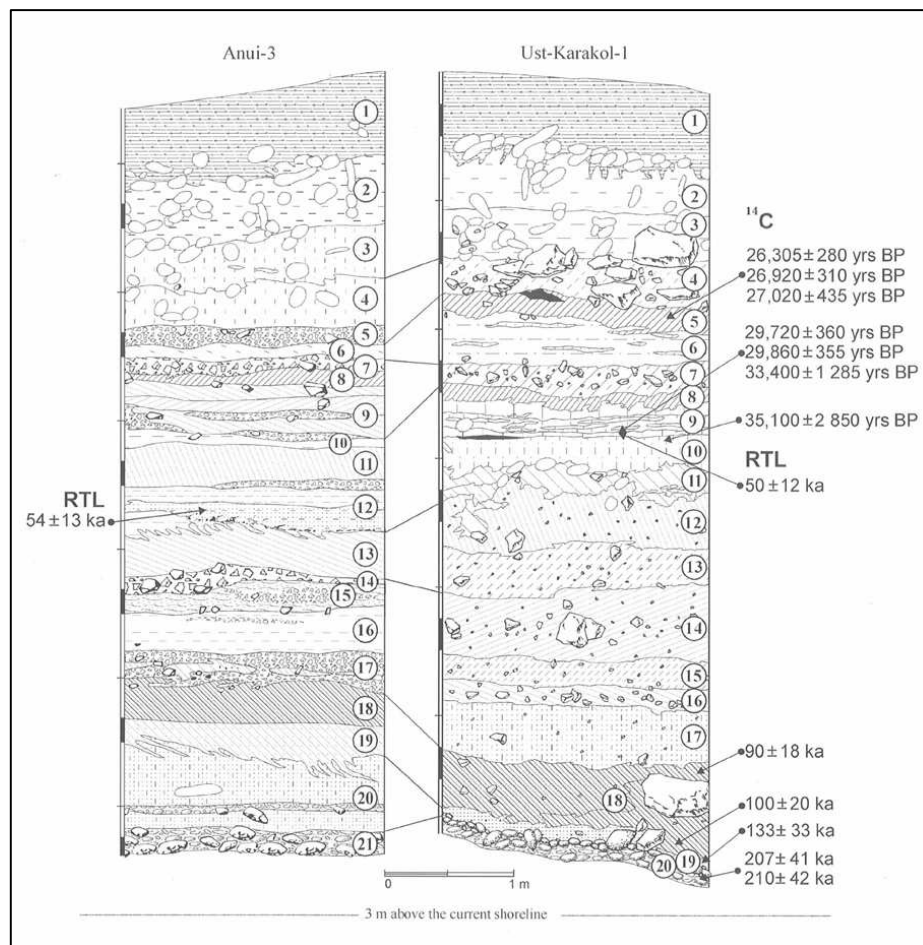 Anui-3
Ust-Karakol-1
1
2
3
4
5
6
7
8
9
10
11
12
13
14
15
16
17
18
19
20
21
RTL
54±13 ka
1
2
3
4
5
6
7
8
9
10
11
12
13
14
15
16
17
18
19
20
14C
26,305±280 yrs BP
26,920±310 yrs BP
27,020±435 yrs BP
29,720±360 yrs BP
29,860±355 yrs BP
33,400±1 285 yrs BP
35,100±2 850 yrs BP
RTL
50±12 ka
90±18 ka
100±20 ka
133±33 ka
207±41 ka
210±42 ka
0 1 m
3 m above the current shoreline